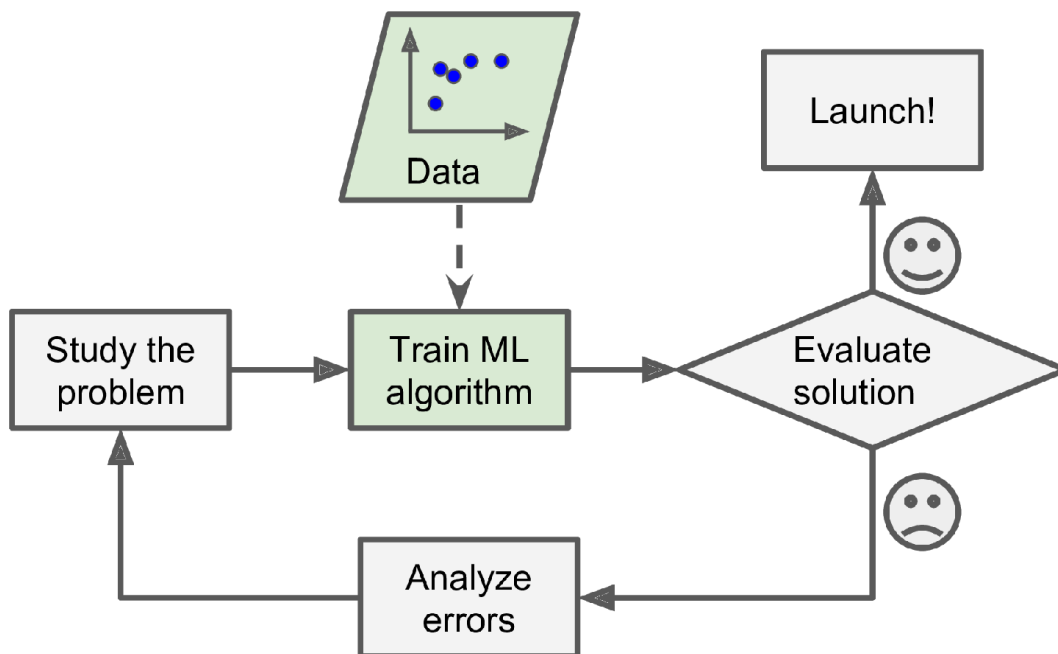 Data
Launch!
Study the
problem
Train ML
algorithm
Evaluate
solution
Analyze
errors